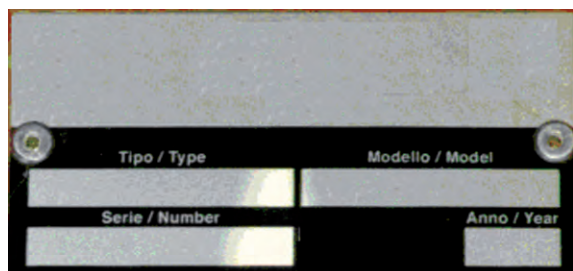 Tipo / Type Modello / Model
Serie / Number Anno / Year